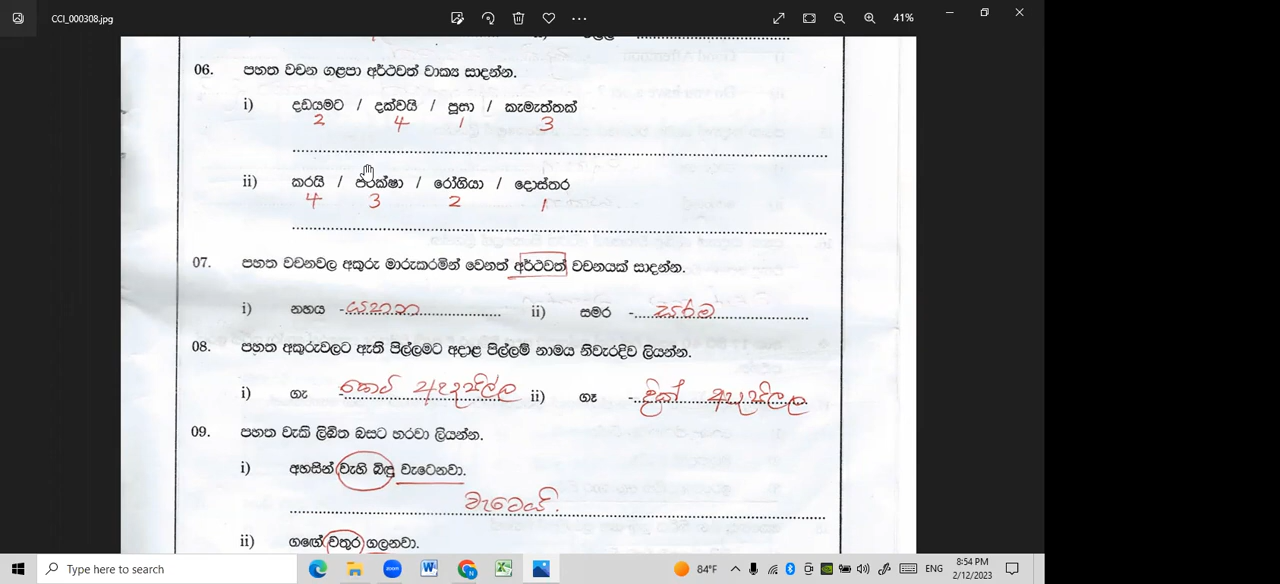 CCI_000308.jpg
41%
06. පහත වචන ගළපා අර්ථවත් වාක්‍ය සාදන්න.
i) දඩයමට / දක්වයි / පූසා / කැමැත්තක්
2 4 1 3
ii) කරයි / පරීක්ෂා / රෝගියා / දොස්තර
4 3 2 1
07. පහත වචනවල අකුරු මාරුකරමින් වෙනත් අර්ථවත් වචනයක් සාදන්න.
i) නහය - යහන ii) සමර - සරම
08. පහත අකුරුවලට ඇති පිල්ලමට අදාළ පිල්ලම් නාමය නිවැරදිව ලියන්න.
i) ගැ - කෙටි ඇදපිල්ල ii) ගෑ - දික් ඇදපිල්ල
09. පහත වැකි ලිඛිත බසට හරවා ලියන්න.
i) අහසින් වැහි බිඳු වැටෙනවා.
වැටෙයි.
ii) ගඟේ වතුර ගලනවා.
Type here to search
84°F
ENG
8:54 PM
2/12/2023